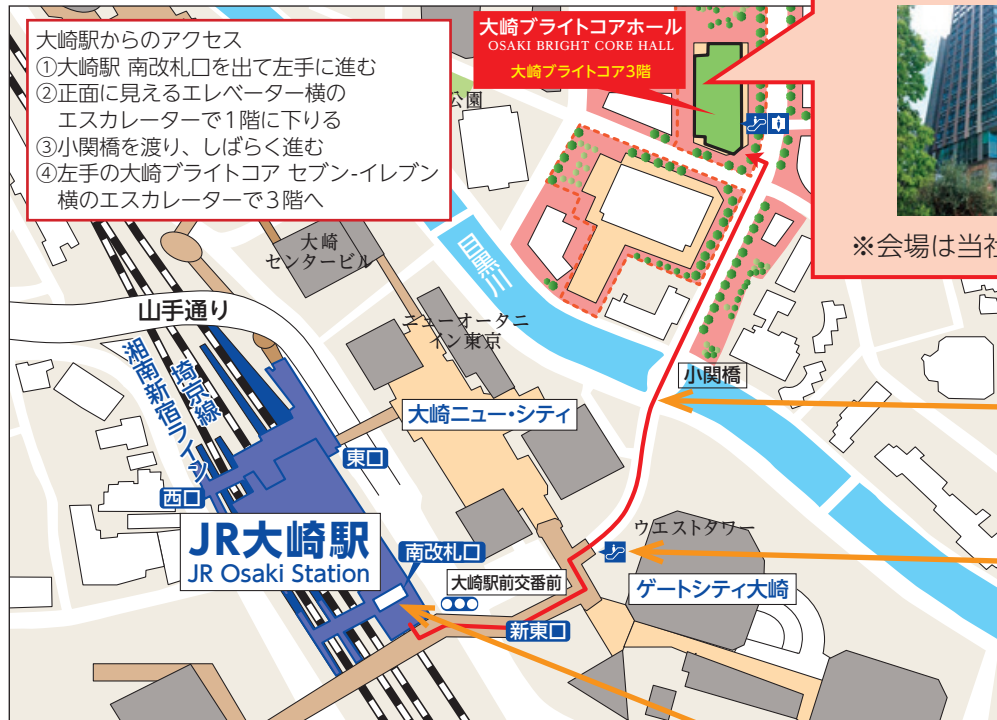 大崎駅からのアクセス
①大崎駅 南改札口を出て左手に進む
②正面に見えるエレベーター横の
エスカレーターで1階に下りる
③小関橋を渡り、しばらく進む
④左手の大崎ブライトコア セブン-イレブン
横のエスカレーターで3階へ
大崎ブライトコアホール
OSAKI BRIGHT CORE HALL
大崎ブライトコア3階
公園
※会場は当社
大崎
センタービル
目黒川
山手通り
ニューオータニ
イン東京
湘南新宿ライン
埼京線
小関橋
大崎ニュー・シティ
東口
西口
JR大崎駅
JR Osaki Station
南改札口
ウエストタワー
大崎駅前交番前
ゲートシティ大崎
新東口